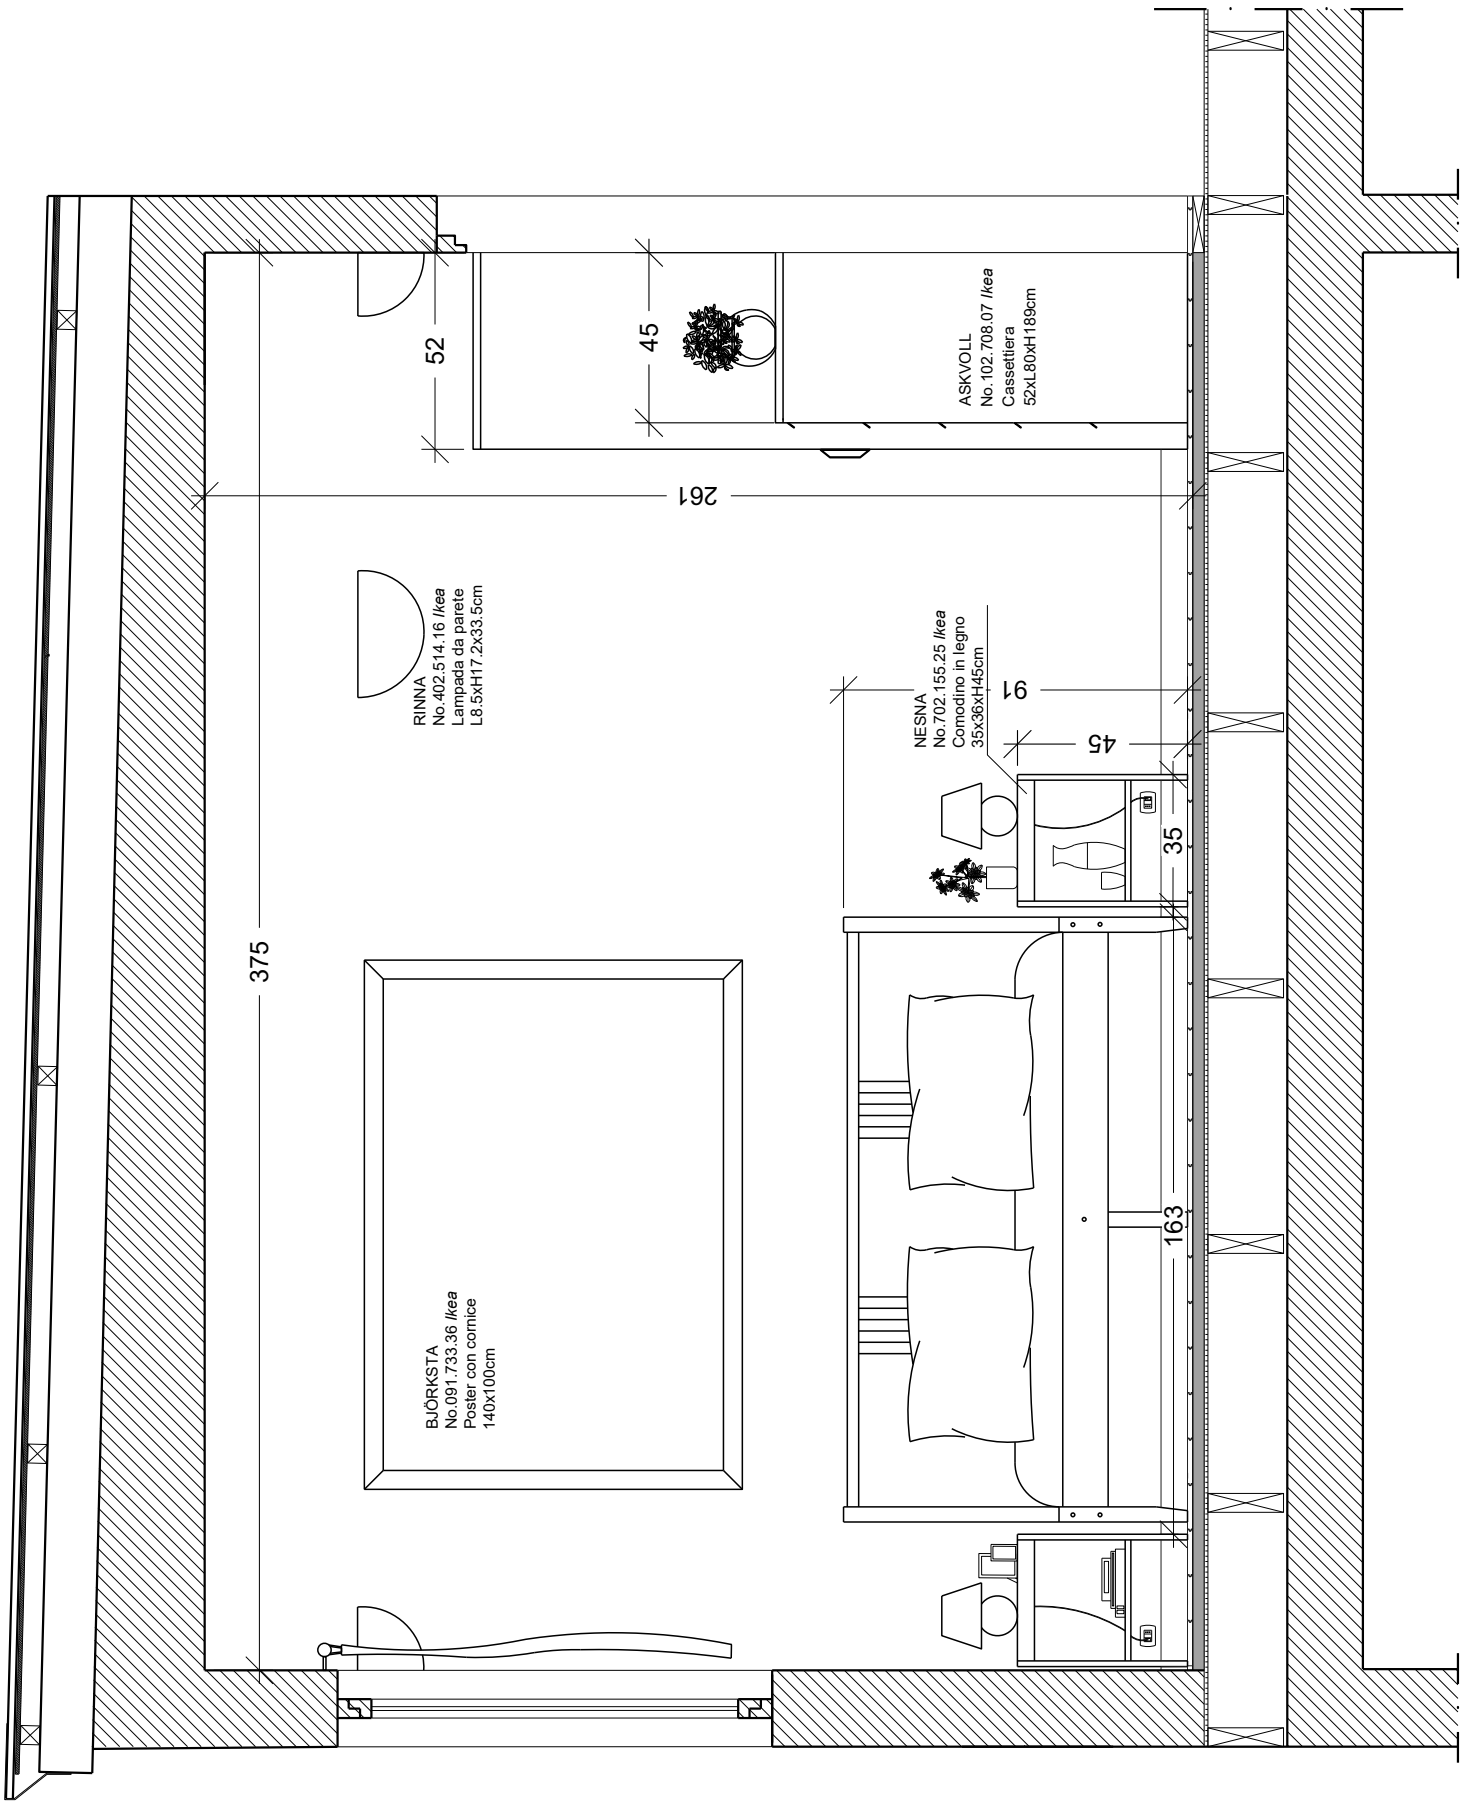 375
52
45
261
RINNA
No.402.514.16 Ikea
Lampada da parete
L8.5xH17.2x33.5cm
ASKVOLL
No.102.708.07 Ikea
Cassettiera
52xL80xH189cm
BJÖRKSTA
No.091.733.36 Ikea
Poster con cornice
140x100cm
NESNA
No.702.155.25 Ikea
Comodino in legno
35x36xH45cm
91
45
35
163